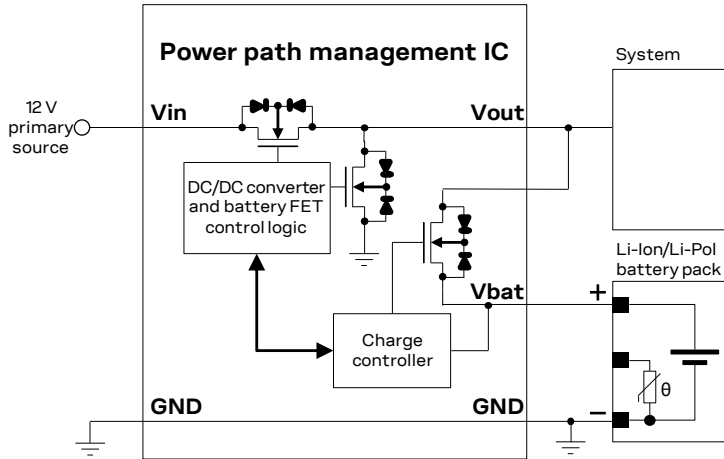 Power path management IC
System
12 V
primary
source
Vin
Vout
DC/DC converter
and battery FET
control logic
Li-Ion/Li-Pol
battery pack
Vbat
+
Charge
controller
θ
GND
GND
–